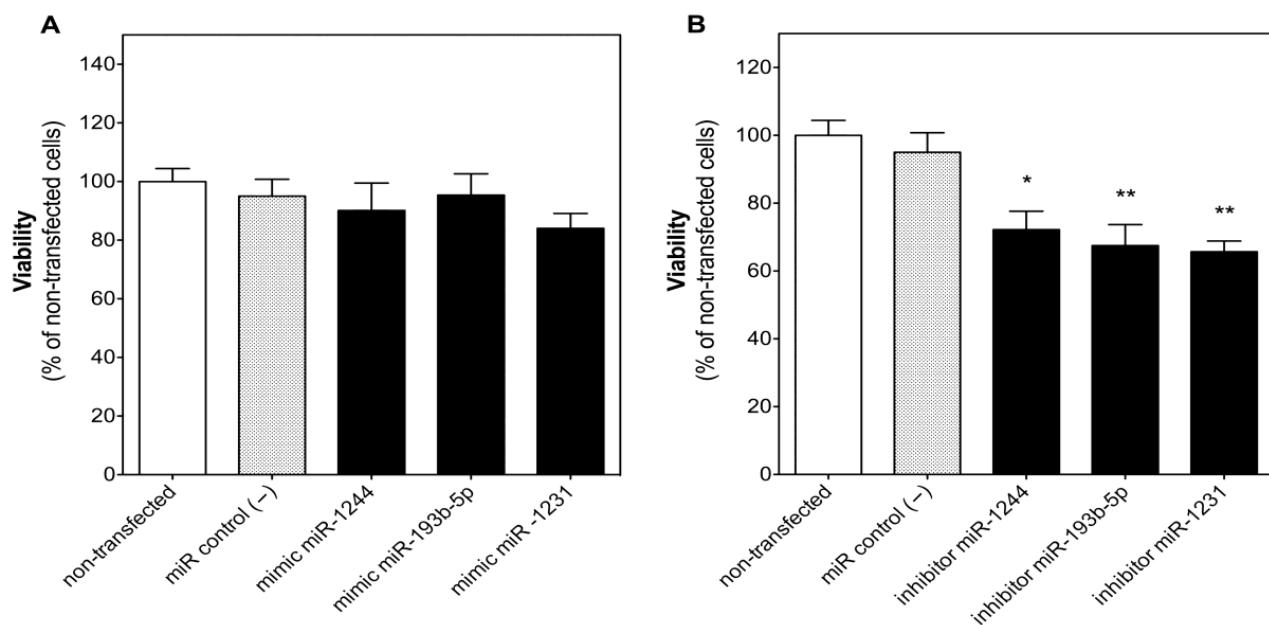 A
Viability
(% of non-transfected cells)
140
120
100
80
60
40
20
0
non-transfected
miR control (−)
mimic miR-1244
mimic miR-193b-5p
mimic miR -1231
B
Viability
(% of non-transfected cells)
120
100
80
60
40
20
0
*
**
**
non-transfected
miR control (−)
inhibitor miR-1244
inhibitor miR-193b-5p
inhibitor miR-1231